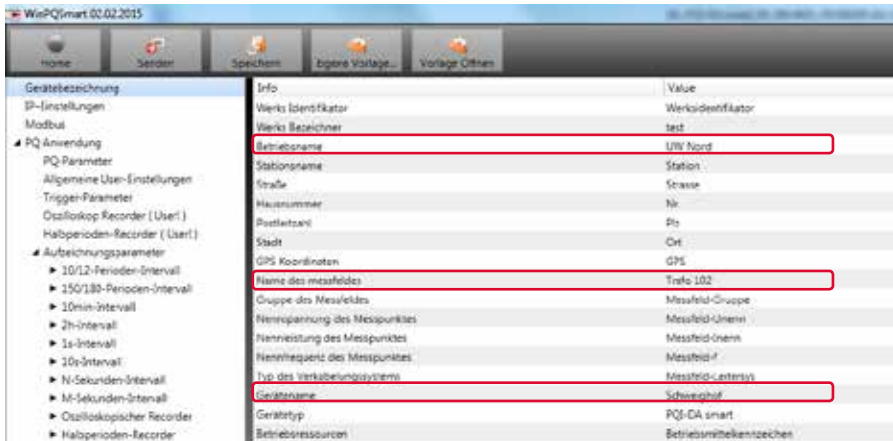 WinPQSmart 02.02.2015
Home
Senden
Speichern
Eigene Vorlage...
Vorlage Öffnen
Gerätebezeichnung
IP-Einstellungen
Modbus
PQ Anwendung
PQ-Parameter
Allgemeine User-Einstellungen
Trigger-Parameter
Oszilloskop Recorder ( User! )
Halbperioden-Recorder ( User!)
Aufzeichnungsparameter
10/12-Perioden-Intervall
150/180-Perioden-Intervall
10min-Intervall
2h-Intervall
1s-Intervall
10s-Intervall
N-Sekunden-Intervall
M-Sekunden-Intervall
Oszilloskopischer Recorder
Halbperioden-Recorder
Info Value
Werks Identifikator Werksidentifikator
Werks Bezeichner test
Betriebsname UW Nord
Stationsname Station
Straße Strasse
Hausnummer Nr.
Postleitzahl Plz
Stadt Ort
GPS Koordinaten GPS
Name des messfeldes Trafo 102
Gruppe des Messfeldes Messfeld-Gruppe
Nennspannung des Messpunktes Messfeld-Unenn
Nennleistung des Messpunktes Messfeld-Inenn
Nennfrequenz des Messpunktes Messfeld-f
Typ des Verkabelungssystems Messfeld-Leitersys
Gerätename Schweighof
Gerätetyp PQI-DA smart
Betriebsressourcen Betriebsmittelkennzeichen